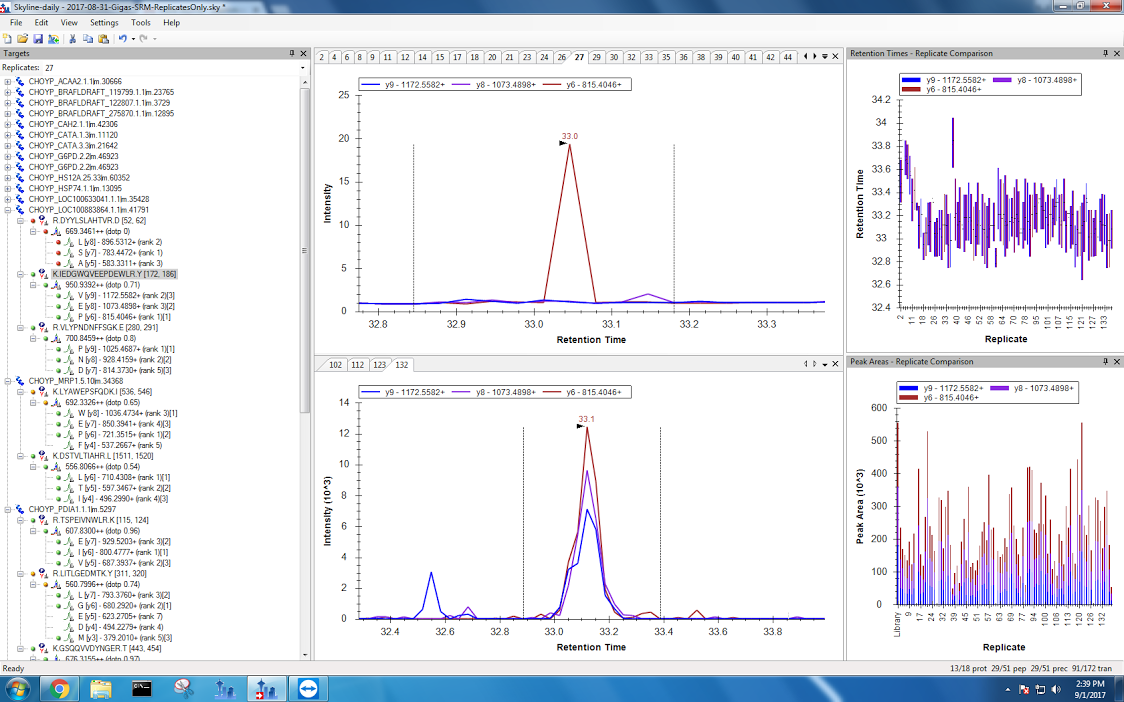 Skyline-daily - 2017-08-31-Gigas-SRM-ReplicatesOnly.sky *
File Edit View Settings Tools Help
Targets
Replicates: 27
CHOYP_ACAA2.1.1|m.30666
CHOYP_BRAFLDRAFT_119799.1.1|m.23765
CHOYP_BRAFLDRAFT_122807.1.1|m.3729
CHOYP_BRAFLDRAFT_275870.1.1|m.12895
CHOYP_CAH2.1.1|m.42306
CHOYP_CATA.1.3|m.11120
CHOYP_CATA.3.3|m.21642
CHOYP_G6PD.2.2|m.46923
CHOYP_G6PD.2.2|m.46923
CHOYP_HS12A.25.33|m.60352
CHOYP_HSP74.1.1|m.13095
CHOYP_LOC100633041.1.1|m.35428
CHOYP_LOC100883864.1.1|m.41791
R.DYYLSLAHTVR.D [52, 62]
669.3461++ (dotp 0)
L [y8] - 896.5312+ (rank 2)
S [y7] - 783.4472+ (rank 1)
A [y5] - 583.3311+ (rank 3)
K.IEDGWQVEEPDEWLR.Y [172, 186]
950.9392++ (dotp 0.71)
V [y9] - 1172.5582+ (rank 2)[3]
E [y8] - 1073.4898+ (rank 3)[2]
P [y6] - 815.4046+ (rank 1)[1]
R.VLYPNDNFFSGK.E [280, 291]
700.8459++ (dotp 0.8)
P [y9] - 1025.4687+ (rank 1)[1]
N [y8] - 928.4159+ (rank 2)[2]
D [y7] - 814.3730+ (rank 5)[3]
CHOYP_MRP1.5.10|m.34368
K.LYAWEPSFQDK.I [536, 546]
692.3326++ (dotp 0.65)
W [y8] - 1036.4734+ (rank 3)[1]
E [y7] - 850.3941+ (rank 4)[3]
P [y6] - 721.3515+ (rank 1)[2]
F [y4] - 537.2667+ (rank 5)
K.DSTVLTIAHR.L [1511, 1520]
556.8066++ (dotp 0.54)
L [y6] - 710.4308+ (rank 1)[1]
T [y5] - 597.3467+ (rank 2)[2]
I [y4] - 496.2990+ (rank 4)[3]
CHOYP_PDIA1.1.1|m.5297
R.TSPEIVNWLR.K [115, 124]
607.8300++ (dotp 0.96)
E [y7] - 929.5203+ (rank 3)[2]
I [y6] - 800.4777+ (rank 1)[1]
V [y5] - 687.3937+ (rank 2)[3]
R.LITLGEDMTK.Y [311, 320]
560.7996++ (dotp 0.74)
L [y7] - 793.3760+ (rank 3)[2]
G [y6] - 680.2920+ (rank 2)[1]
E [y5] - 623.2705+ (rank 7)
D [y4] - 494.2279+ (rank 4)
M [y3] - 379.2010+ (rank 5)[3]
K.GSQQVVDYNGER.T [443, 454]
676.3155++ (dotp 0.97)
2 4 6 8 9 12 14 15 17 18 20 21 23 24 26 27 29 30 32 33 35 36 38 39 40 41 42 44
y9 - 1172.5582+ y8 - 1073.4898+ y6 - 815.4046+
25
20
15
10
5
0
33.0
Intensity
32.8 32.9 33.0 33.1 33.2 33.3
Retention Time
102 112 123 132
y9 - 1172.5582+ y8 - 1073.4898+ y6 - 815.4046+
14
12
10
8
6
4
2
0
33.1
Intensity (10^3)
32.4 32.6 32.8 33.0 33.2 33.4 33.6 33.8
Retention Time
Retention Times - Replicate Comparison
y9 - 1172.5582+ y8 - 1073.4898+
y6 - 815.4046+
34.2
34
33.8
33.6
33.4
33.2
33
32.8
32.6
32.4
Retention Time
2 11 18 26 33 40 46 52 58 64 70 76 83 89 95 101 107 115 121 127 133
Replicate
Peak Areas - Replicate Comparison
y9 - 1172.5582+ y8 - 1073.4898+
y6 - 815.4046+
600
500
400
300
200
100
0
Peak Area (10^3)
Library 9 17 24 32 39 45 51 57 63 69 77 82 88 94 100 106 114 120 126 132
Replicate
Ready
13/18 prot 29/51 pep 29/51 prec 91/172 tran
2:39 PM
9/1/2017